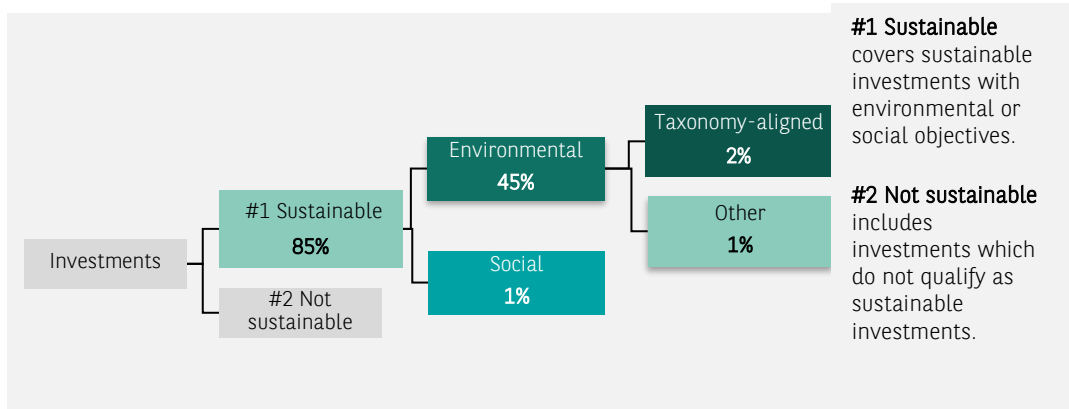 Investments
#1 Sustainable
85%
#2 Not
sustainable
Environmental
45%
Social
1%
Taxonomy-aligned
2%
Other
1%
#1 Sustainable
covers sustainable
investments with
environmental or
social objectives.
#2 Not sustainable
includes
investments which
do not qualify as
sustainable
investments.